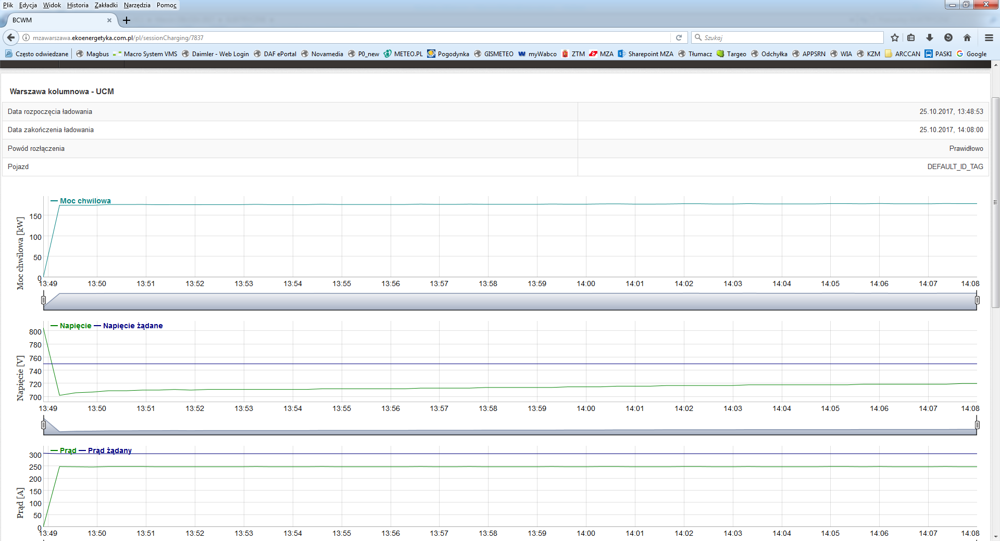 Plik Edycja Widok Historia Zakładki Narzędzia Pomoc
BCWM
mzawarszawa.ekoenergetyka.com.pl/pl/sessionCharging/7837 Szukaj
Często odwiedzane Magbus Macro System VMS Daimler - Web Login DAF ePortal Novamedia P0_new METEO.PL Pogodynka GISMETEO myWabco ZTM MZA Sharepoint MZA Tłumacz Targeo Odchyłka APPSRN WIA KZM ARCCAN PASKI Google
Warszawa kolumnowa - UCM
Data rozpoczęcia ładowania 25.10.2017, 13:48:53
Data zakończenia ładowania 25.10.2017, 14:08:00
Powód rozłączenia Prawidłowo
Pojazd DEFAULT_ID_TAG
Moc chwilowa
Moc chwilowa [kW]
150
100
50
0
13:49 13:50 13:51 13:52 13:53 13:54 13:55 13:56 13:57 13:58 13:59 14:00 14:01 14:02 14:03 14:04 14:05 14:06 14:07 14:08
Napięcie Napięcie żądane
Napięcie [V]
800
780
760
740
720
700
13:49 13:50 13:51 13:52 13:53 13:54 13:55 13:56 13:57 13:58 13:59 14:00 14:01 14:02 14:03 14:04 14:05 14:06 14:07 14:08
Prąd Prąd żądany
Prąd [A]
300
250
200
150
100
50
0
13:49 13:50 13:51 13:52 13:53 13:54 13:55 13:56 13:57 13:58 13:59 14:00 14:01 14:02 14:03 14:04 14:05 14:06 14:07 14:08